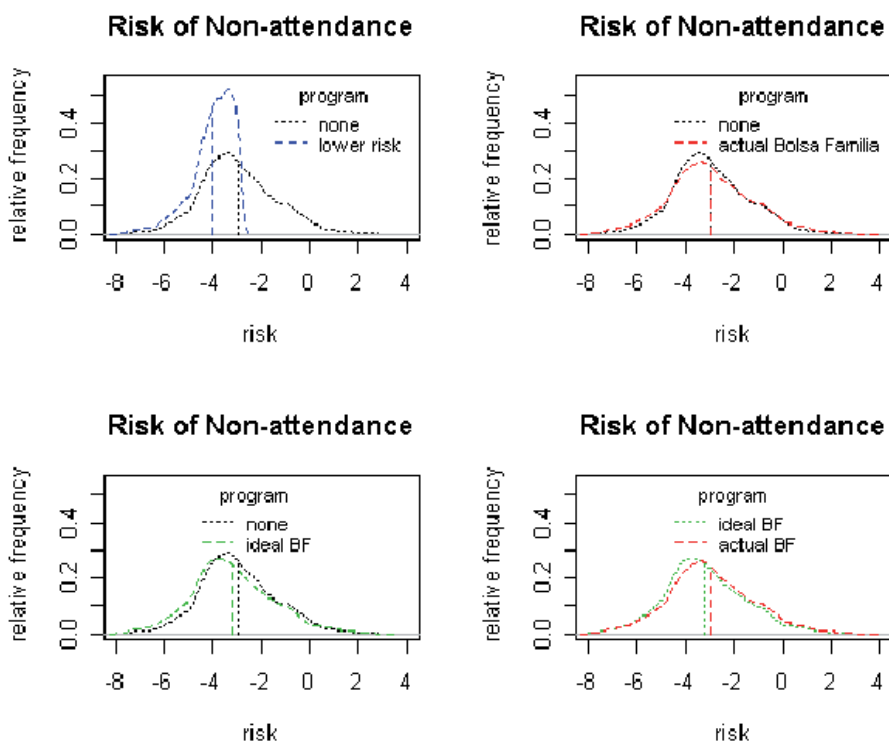 Risk of Non-attendance
relative frequency
0.0 0.2 0.4
program
none
lower risk
-8 -6 -4 -2 0 2 4
risk
Risk of Non-attendance
relative frequency
0.0 0.2 0.4
program
none
actual Bolsa Familia
-8 -6 -4 -2 0 2 4
risk
Risk of Non-attendance
relative frequency
0.0 0.2 0.4
program
none
ideal BF
-8 -6 -4 -2 0 2 4
risk
Risk of Non-attendance
relative frequency
0.0 0.2 0.4
program
ideal BF
actual BF
-8 -6 -4 -2 0 2 4
risk